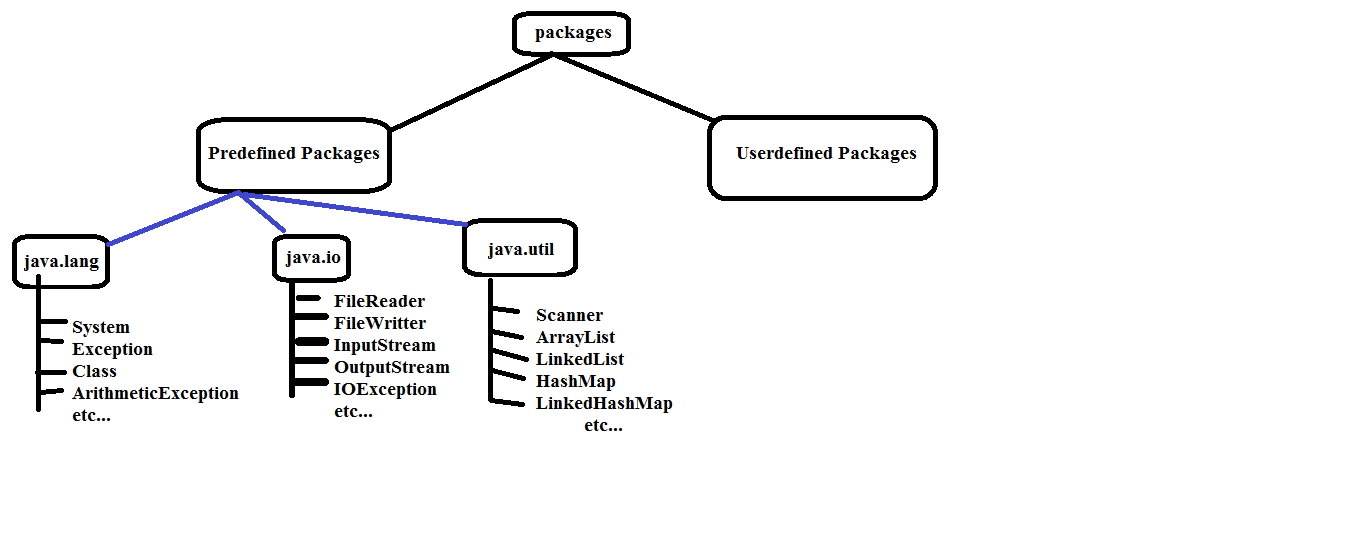 packages
Predefined Packages
Userdefined Packages
java.lang
System
Exception
Class
ArithmeticException
etc...
java.io
FileReader
FileWritter
InputStream
OutputStream
IOException
etc...
java.util
Scanner
ArrayList
LinkedList
HashMap
LinkedHashMap
etc...